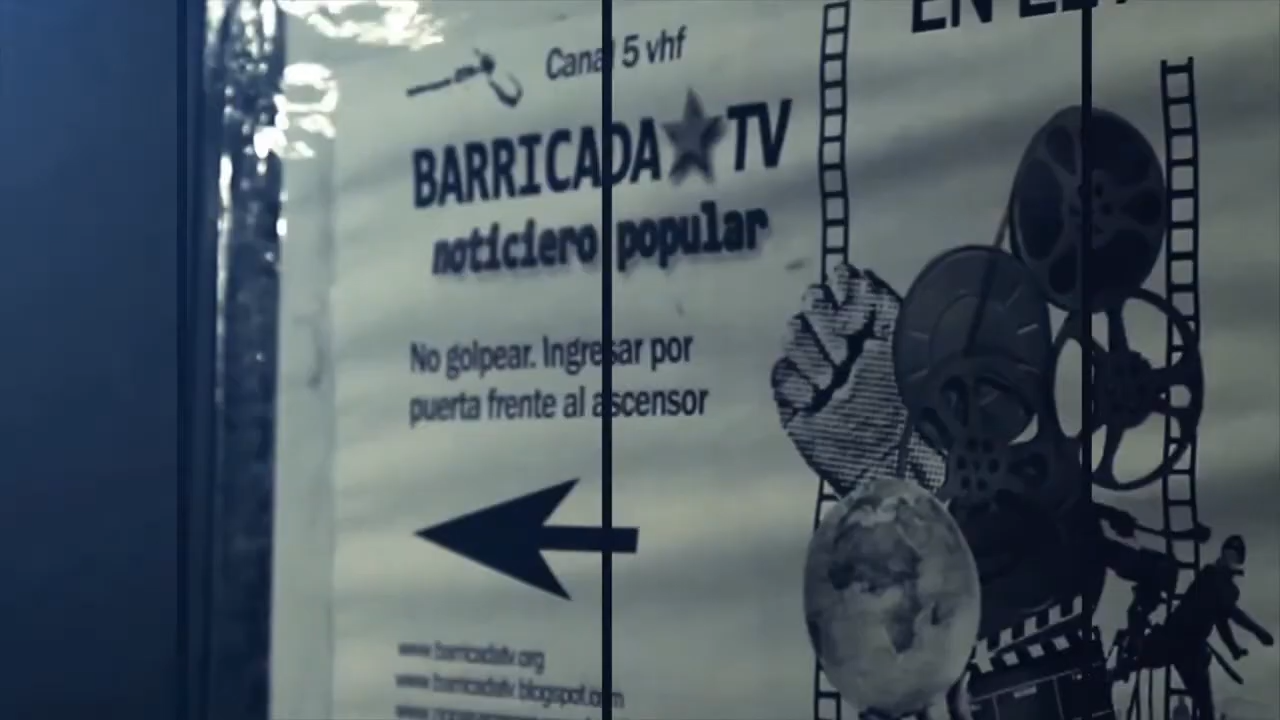 Canal 5 vhf
BARRICADA TV
noticiero popular
No golpear. Ingresar por
puerta frente al ascensor
www.barricadatv.org
www.barricadatv.blogspot.com
EN